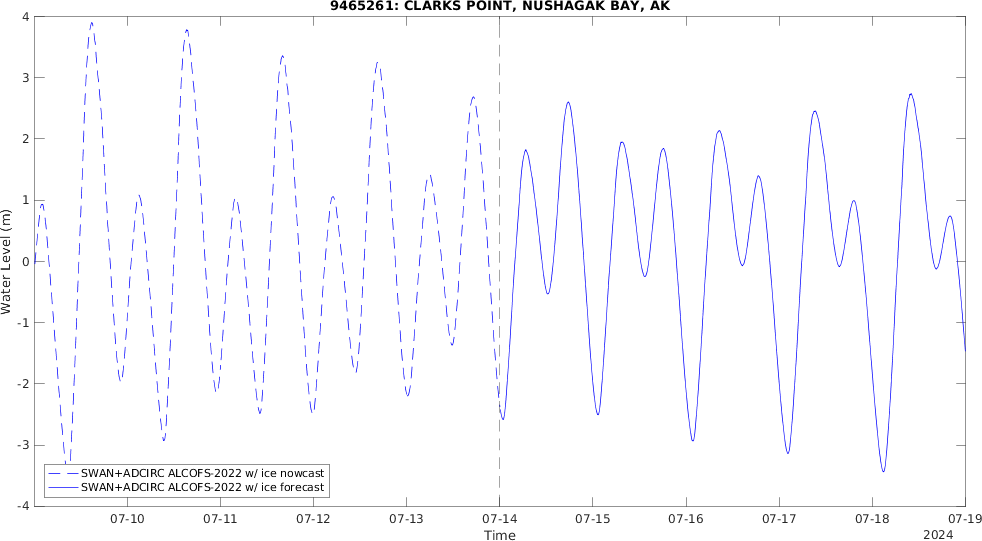 9465261: CLARKS POINT, NUSHAGAK BAY, AK
Water Level (m)
4
3
2
1
0
-1
-2
-3
-4
SWAN+ADCIRC ALCOFS-2022 w/ ice nowcast
SWAN+ADCIRC ALCOFS-2022 w/ ice forecast
07-10 07-11 07-12 07-13 07-14 07-15 07-16 07-17 07-18 07-19
Time
2024